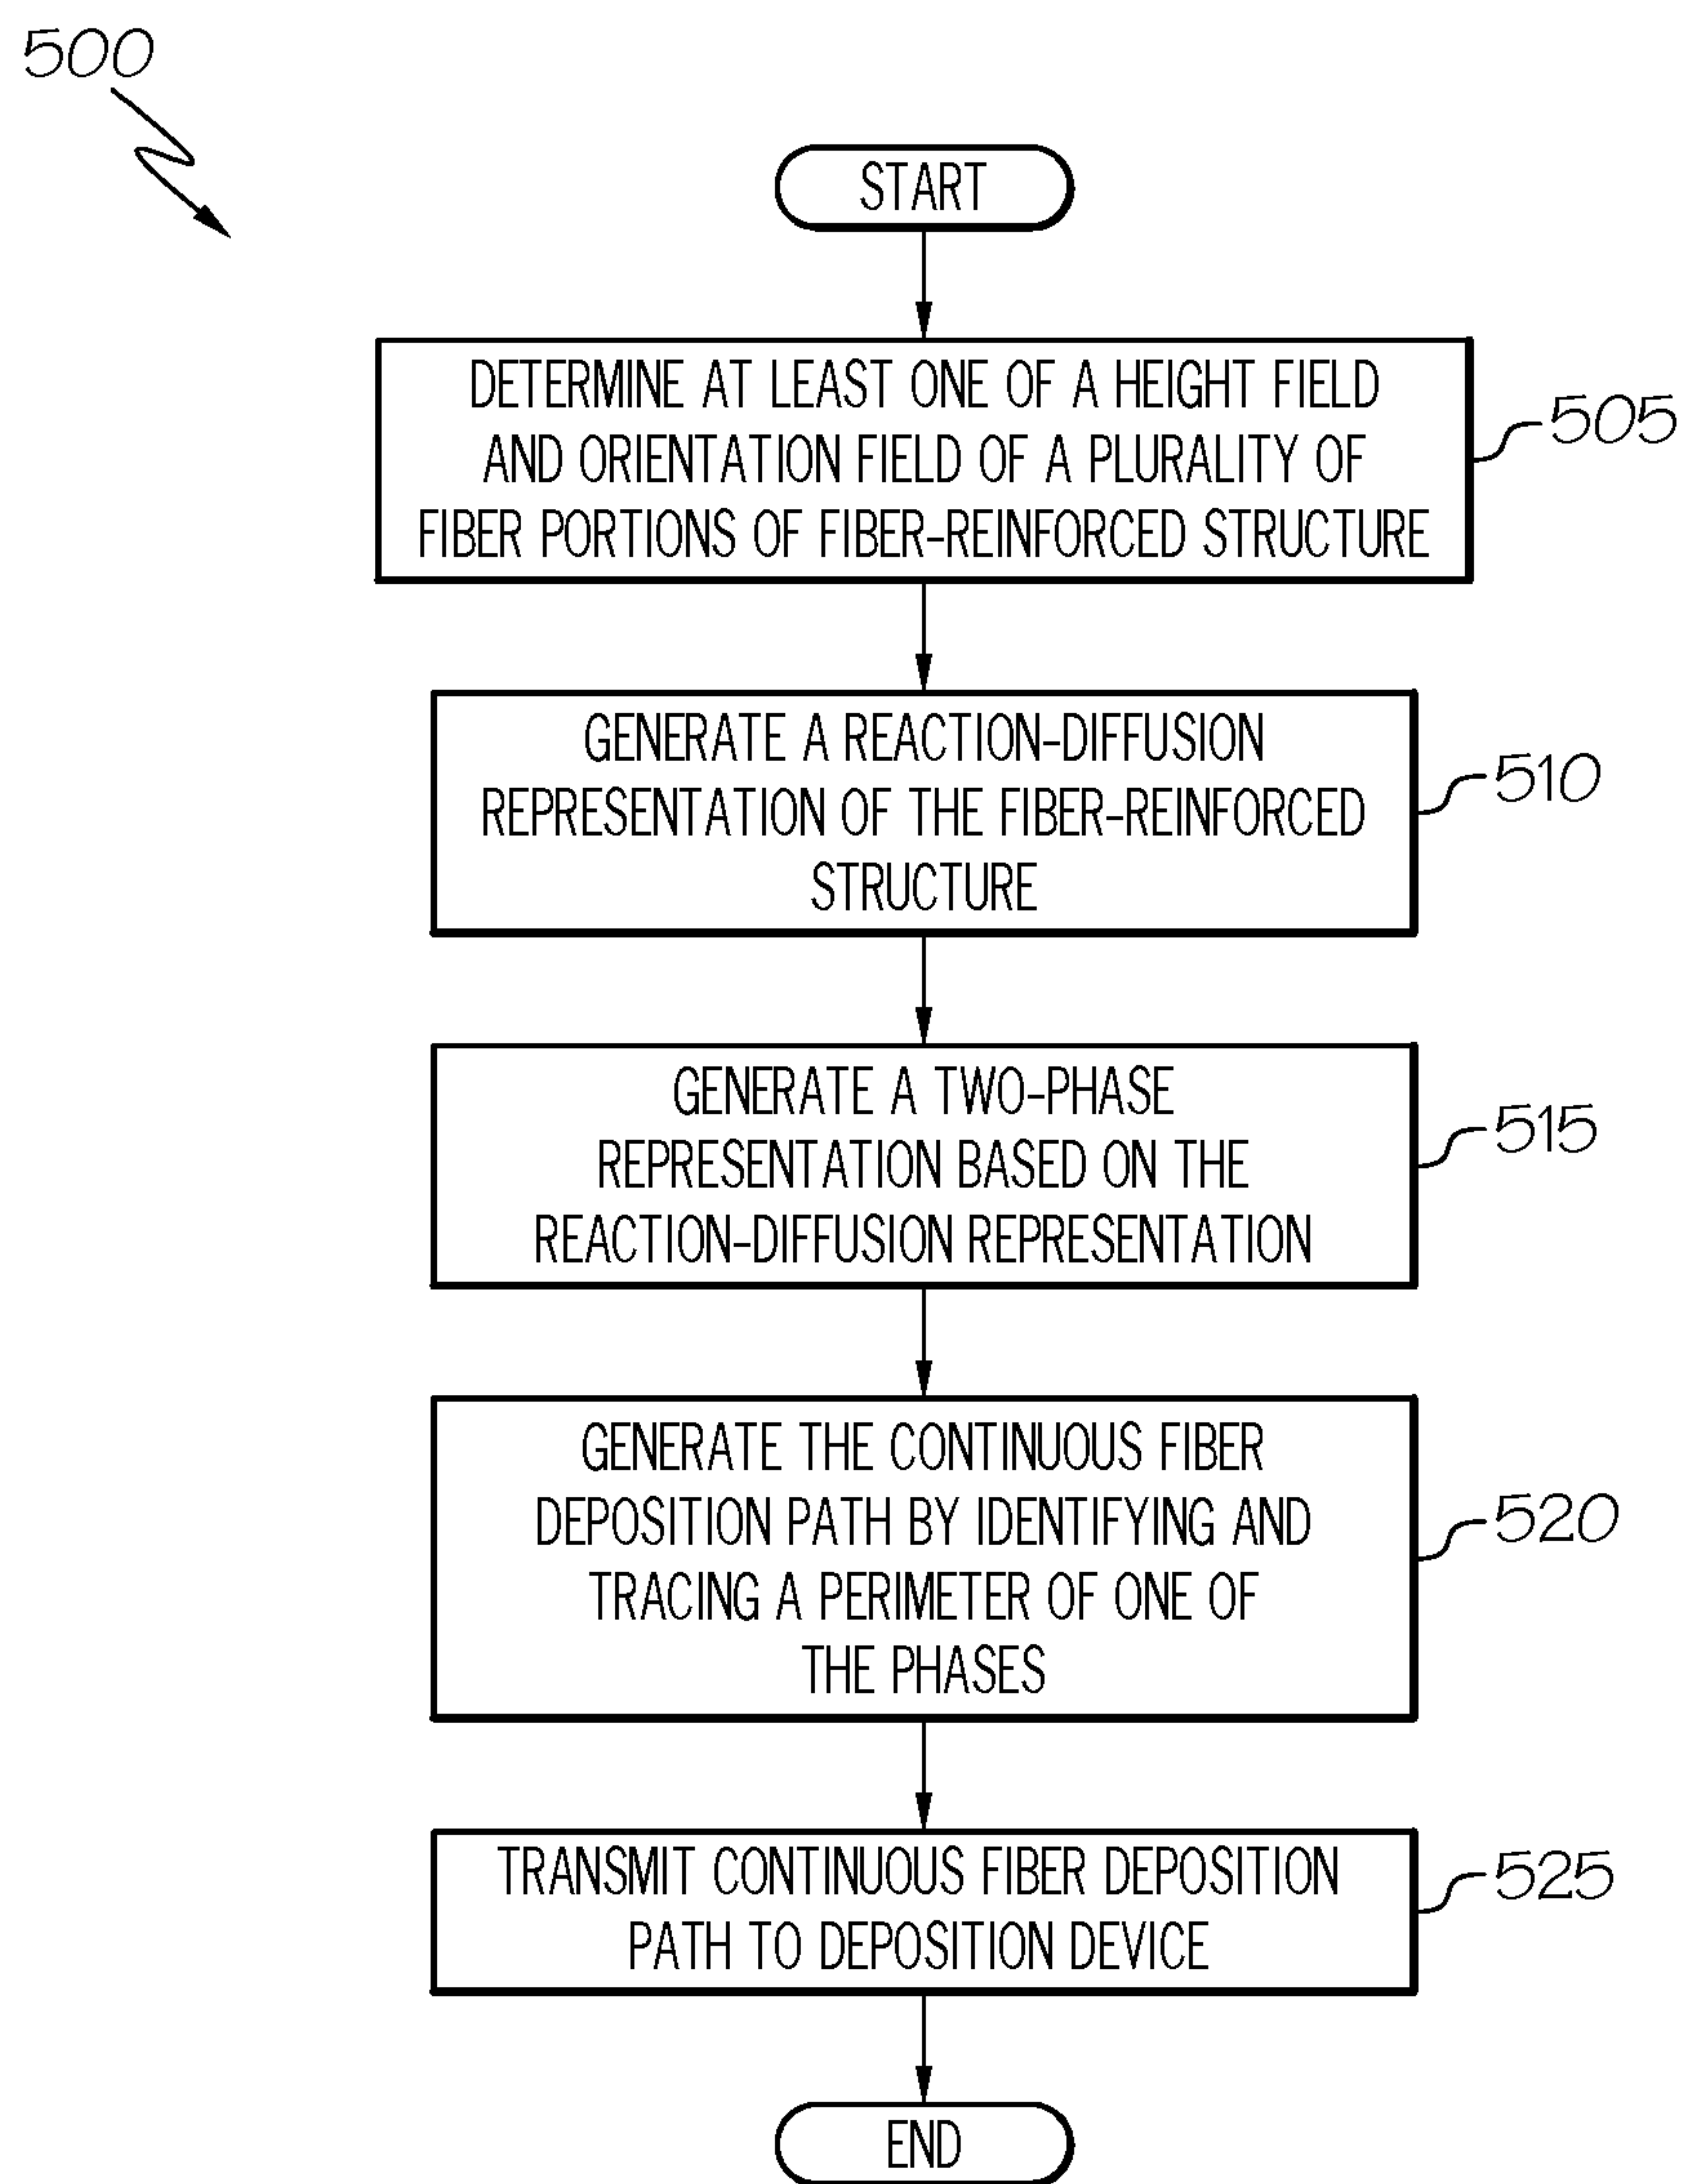 500
START
DETERMINE AT LEAST ONE OF A HEIGHT FIELD
AND ORIENTATION FIELD OF A PLURALITY OF
FIBER PORTIONS OF FIBER-REINFORCED STRUCTURE
505
GENERATE A REACTION-DIFFUSION
REPRESENTATION OF THE FIBER-REINFORCED
STRUCTURE
510
GENERATE A TWO-PHASE
REPRESENTATION BASED ON THE
REACTION-DIFFUSION REPRESENTATION
515
GENERATE THE CONTINUOUS FIBER
DEPOSITION PATH BY IDENTIFYING AND
TRACING A PERIMETER OF ONE OF
THE PHASES
520
TRANSMIT CONTINUOUS FIBER DEPOSITION
PATH TO DEPOSITION DEVICE
525
END